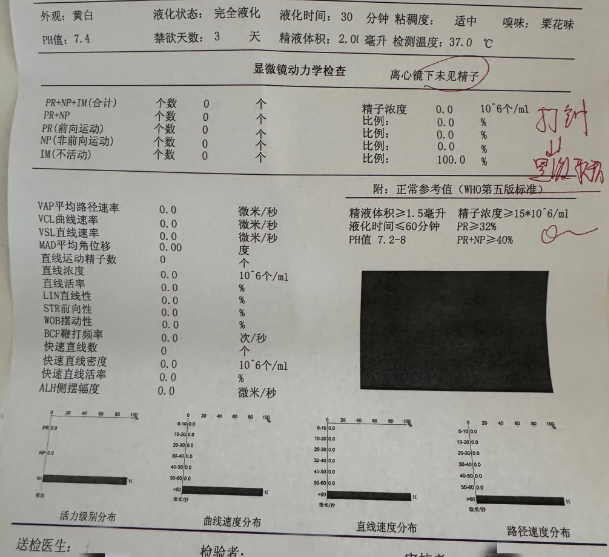 外观: 黄白 液化状态: 完全液化 液化时间: 30 分钟 粘稠度: 适中 嗅味: 栗花味
PH值: 7.4 禁欲天数: 3 天 精液体积: 2.00 毫升 检测温度: 37.0 ℃
显微镜动力学检查 离心镜下未见精子
PR+NP+IM(合计) 个数 0 个 精子浓度 0.0 10^6个/ml
PR+NP 个数 0 个 比例: 0.0 %
PR(前向运动) 个数 0 个 比例: 0.0 %
NP(非前向运动) 个数 0 个 比例: 0.0 %
IM(不活动) 个数 0 个 比例: 100.0 %
打针
附: 正常参考值 (WHO第五版标准)
精液体积≥1.5毫升 精子浓度≥15*10^6/ml
液化时间≤60分钟 PR≥32%
PH值 7.2-8 PR+NP≥40%
VAP平均路径速率 0.0 微米/秒
VCL曲线速率 0.0 微米/秒
VSL直线速率 0.0 微米/秒
MAD平均角位移 0.00 度
直线运动精子数 0 个
直线浓度 0.0 10^6个/ml
直线活率 0.0 %
LIN直线性 0.0 %
STR前向性 0.0 %
WOB摆动性 0.0 %
BCF鞭打频率 0.0 次/秒
快速直线数 0 个
快速直线密度 0.0 10^6个/ml
快速直线活率 0.0 %
ALH侧摆幅度 0.0 微米/秒
活力级别分布 曲线速度分布 直线速度分布 路径速度分布
送检医生: 检验者: